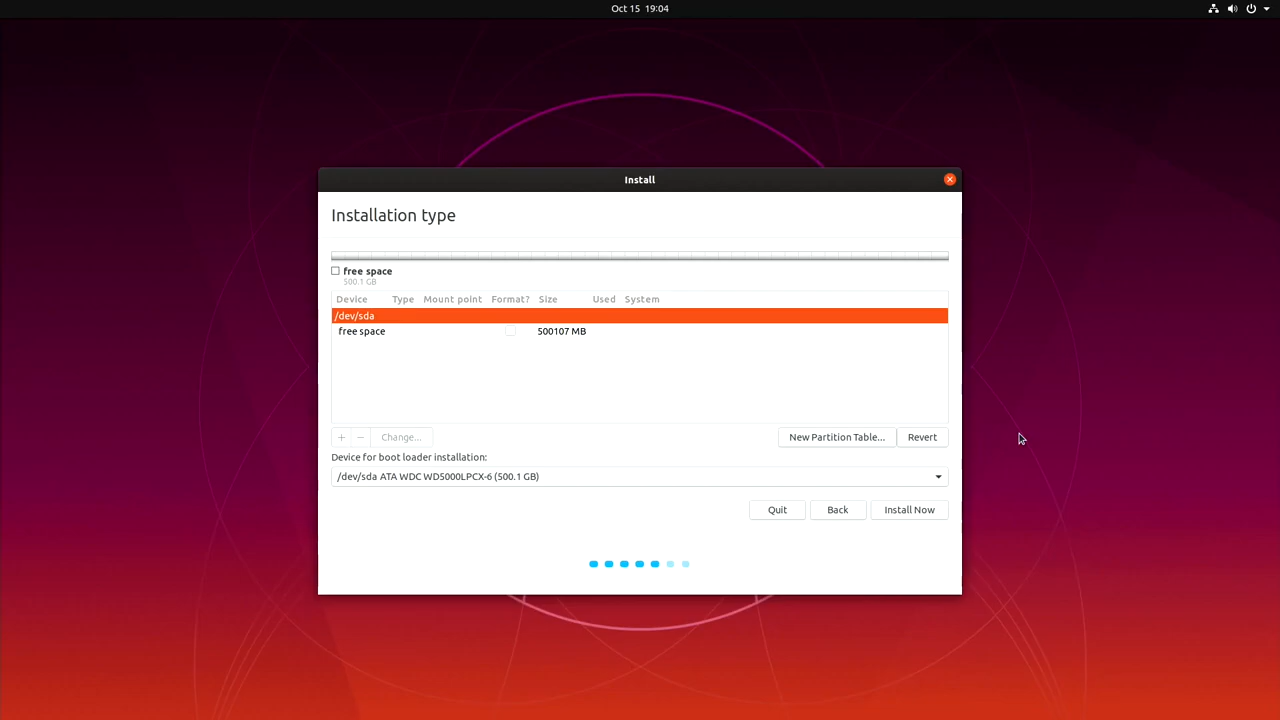 Oct 15 19:04
Install
Installation type
free space
500.1 GB
Device Type Mount point Format? Size Used System
/dev/sda
free space 500107 MB
+ − Change... New Partition Table... Revert
Device for boot loader installation:
/dev/sda ATA WDC WD5000LPCX-6 (500.1 GB)
Quit Back Install Now